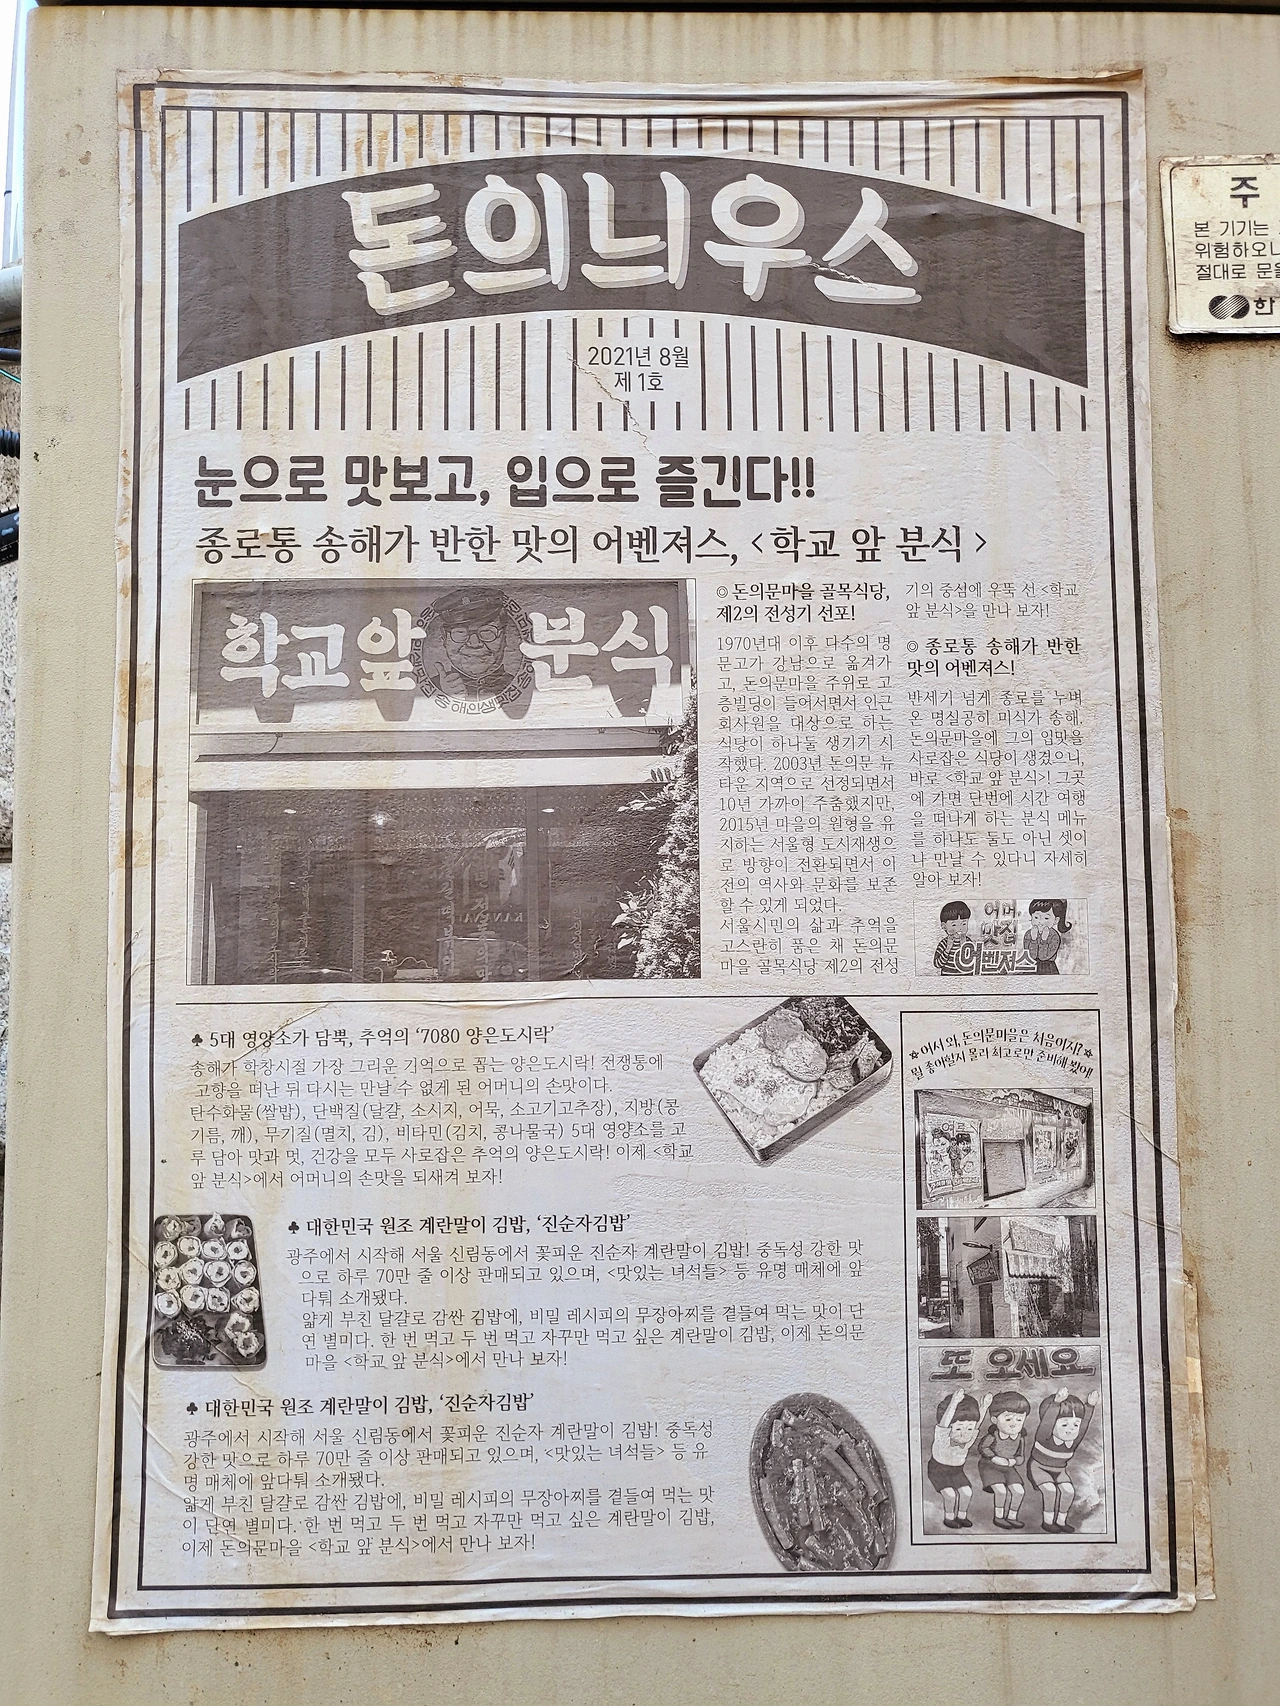 돈의늬우스
2021년 8월
제 1호
눈으로 맛보고, 입으로 즐긴다!!
종로통 송해가 반한 맛의 어벤져스, <학교 앞 분식>
학교앞 분식
송해인생맛집
◎ 돈의문마을 골목식당,
제2의 전성기 선포!
1970년대 이후 다수의 명
문고가 강남으로 옮겨가
고, 돈의문마을 주위로 고
층빌딩이 들어서면서 인근
회사원을 대상으로 하는
식당이 하나둘 생기기 시
작했다. 2003년 돈의문 뉴
타운 지역으로 선정되면서
10년 가까이 주춤했지만,
2015년 마을의 원형을 유
지하는 서울형 도시재생으
로 방향이 전환되면서 이
전의 역사와 문화를 보존
할 수 있게 되었다.
서울시민의 삶과 추억을
고스란히 품은 채 돈의문
마을 골목식당 제2의 전성
기의 중심에 우뚝 선 <학교
앞 분식>을 만나 보자!
◎ 종로통 송해가 반한
맛의 어벤져스!
반세기 넘게 종로를 누벼
온 명실공히 미식가 송해.
돈의문마을에 그의 입맛을
사로잡은 식당이 생겼으니,
바로 <학교 앞 분식>! 그곳
에 가면 단번에 시간 여행
을 떠나게 하는 분식 메뉴
를 하나도 둘도 아닌 셋이
나 만날 수 있다니 자세히
알아 보자!
어머,
맛집
어벤져스
♣ 5대 영양소가 담뿍, 추억의 '7080 양은도시락'
송해가 학창시절 가장 그리운 기억으로 꼽는 양은도시락! 전쟁통에
고향을 떠난 뒤 다시는 만날 수 없게 된 어머니의 손맛이다.
탄수화물(쌀밥), 단백질(달걀, 소시지, 어묵, 소고기고추장), 지방(콩
기름, 깨), 무기질(멸치, 김), 비타민(김치, 콩나물국) 5대 영양소를 고
루 담아 맛과 멋, 건강을 모두 사로잡은 추억의 양은도시락! 이제 <학교
앞 분식>에서 어머니의 손맛을 되새겨 보자!
♣ 대한민국 원조 계란말이 김밥, '진순자김밥'
광주에서 시작해 서울 신림동에서 꽃피운 진순자 계란말이 김밥! 중독성 강한 맛
으로 하루 70만 줄 이상 판매되고 있으며, <맛있는 녀석들> 등 유명 매체에 앞
다퉈 소개됐다.
얇게 부친 달걀로 감싼 김밥에, 비밀 레시피의 무장아찌를 곁들여 먹는 맛이 단
연 별미다. 한 번 먹고 두 번 먹고 자꾸만 먹고 싶은 계란말이 김밥, 이제 돈의문
마을 <학교 앞 분식>에서 만나 보자!
♣ 대한민국 원조 계란말이 김밥, '진순자김밥'
광주에서 시작해 서울 신림동에서 꽃피운 진순자 계란말이 김밥! 중독성
강한 맛으로 하루 70만 줄 이상 판매되고 있으며, <맛있는 녀석들> 등 유
명 매체에 앞다퉈 소개됐다.
얇게 부친 달걀로 감싼 김밥에, 비밀 레시피의 무장아찌를 곁들여 먹는 맛
이 단연 별미다. 한 번 먹고 두 번 먹고 자꾸만 먹고 싶은 계란말이 김밥,
이제 돈의문마을 <학교 앞 분식>에서 만나 보자!
★어서 와, 돈의문마을은 처음이지?★
뭘 좋아할지 몰라 최고로만 준비해 봤어!
또 오세요
주
본 기기는
위험하오니
절대로 문을
한